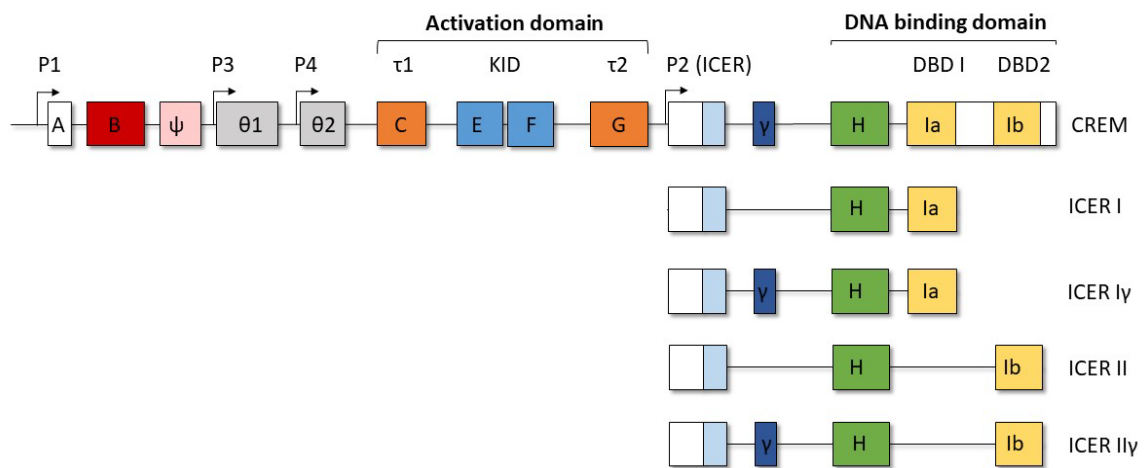 Activation domain DNA binding domain
P1 P3 P4 τ1 KID τ2 P2 (ICER) DBD I DBD2
A B ψ θ1 θ2 C E F G γ H Ia Ib CREM
H Ia ICER I
γ H Ia ICER Iγ
H Ib ICER II
γ H Ib ICER IIγ